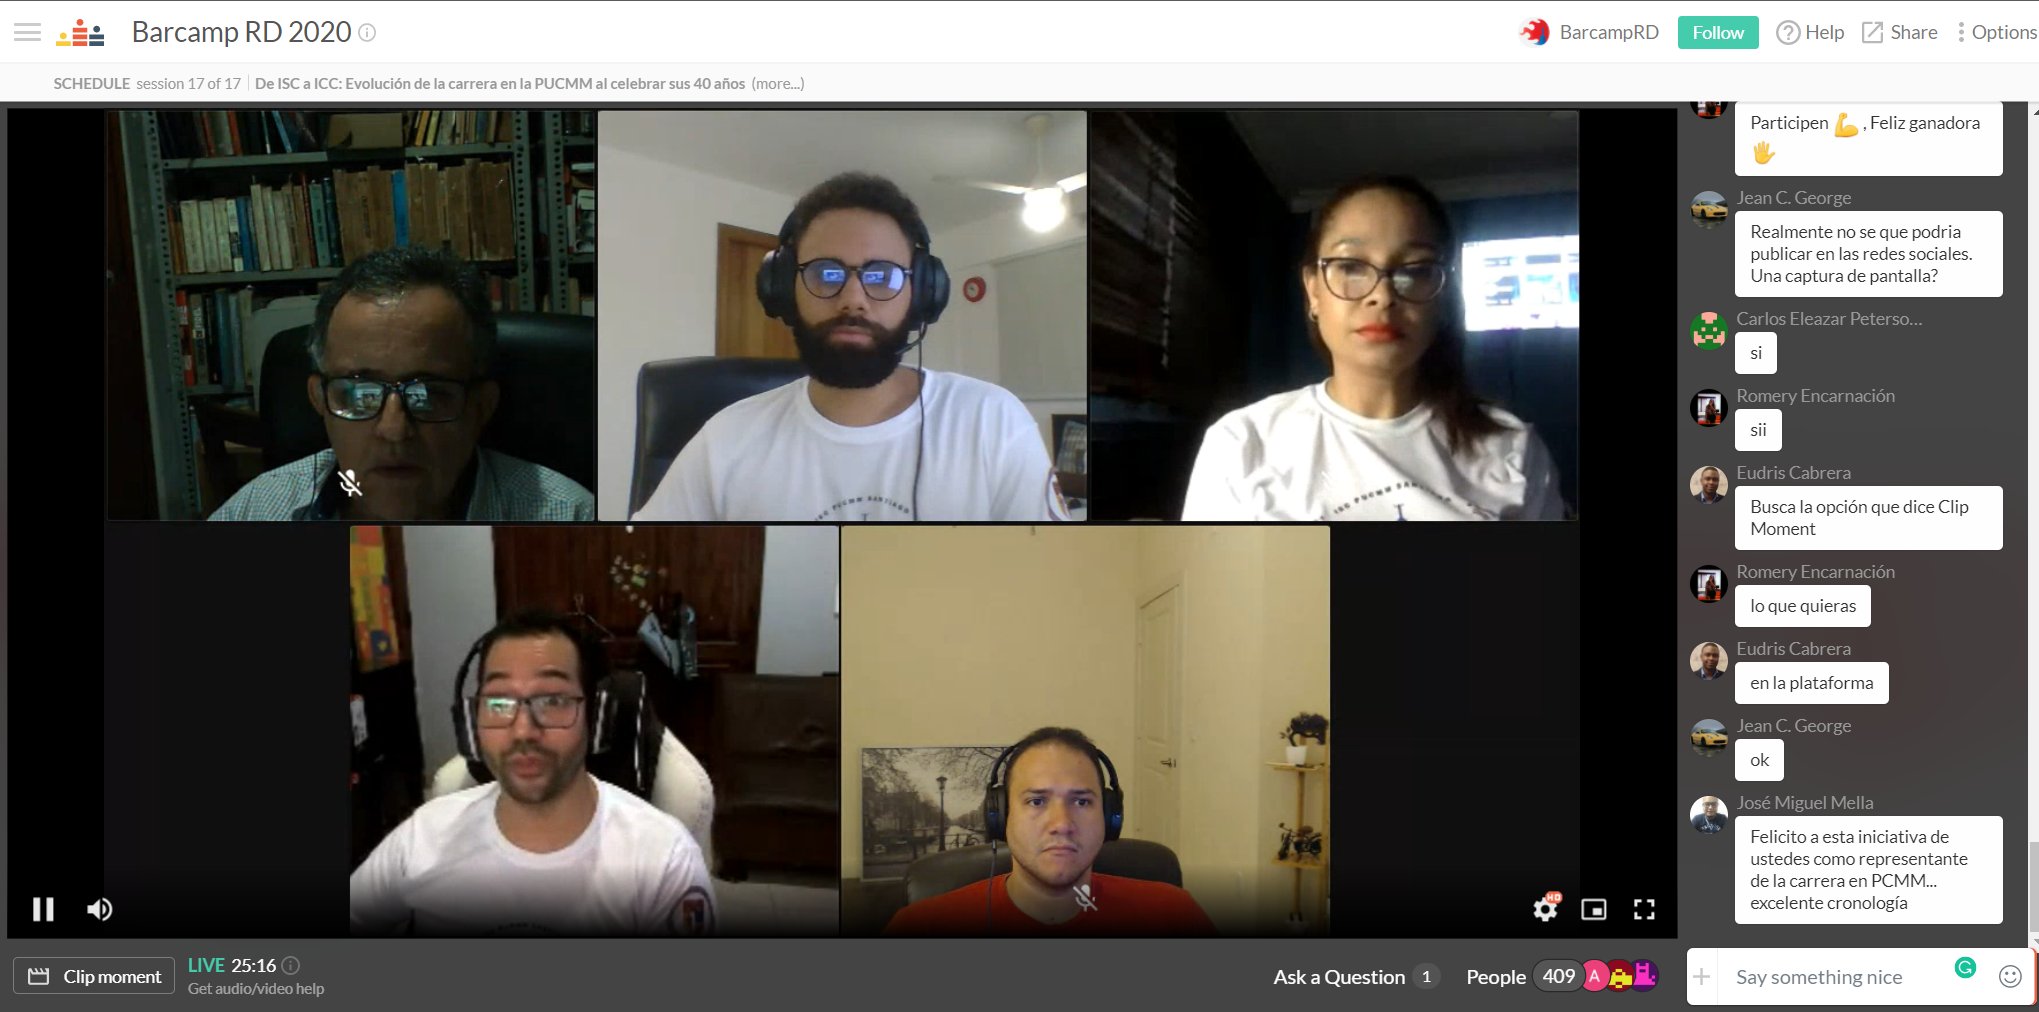 Barcamp RD 2020
BarcampRD
Follow
Help
Share
Options
SCHEDULE session 17 of 17 De ISC a ICC: Evolución de la carrera en la PUCMM al celebrar sus 40 años (more...)
Participen 💪, Feliz ganadora
🖐
Jean C. George
Realmente no se que podria
publicar en las redes sociales.
Una captura de pantalla?
Carlos Eleazar Peterso...
si
Romery Encarnación
sii
Eudris Cabrera
Busca la opción que dice Clip
Moment
Romery Encarnación
lo que quieras
Eudris Cabrera
en la plataforma
Jean C. George
ok
José Miguel Mella
Felicito a esta iniciativa de
ustedes como representante
de la carrera en PCMM...
excelente cronología
PUCMM SANTIAGO
HD
Clip moment
LIVE 25:16
Get audio/video help
Ask a Question 1
People 409 A
Say something nice